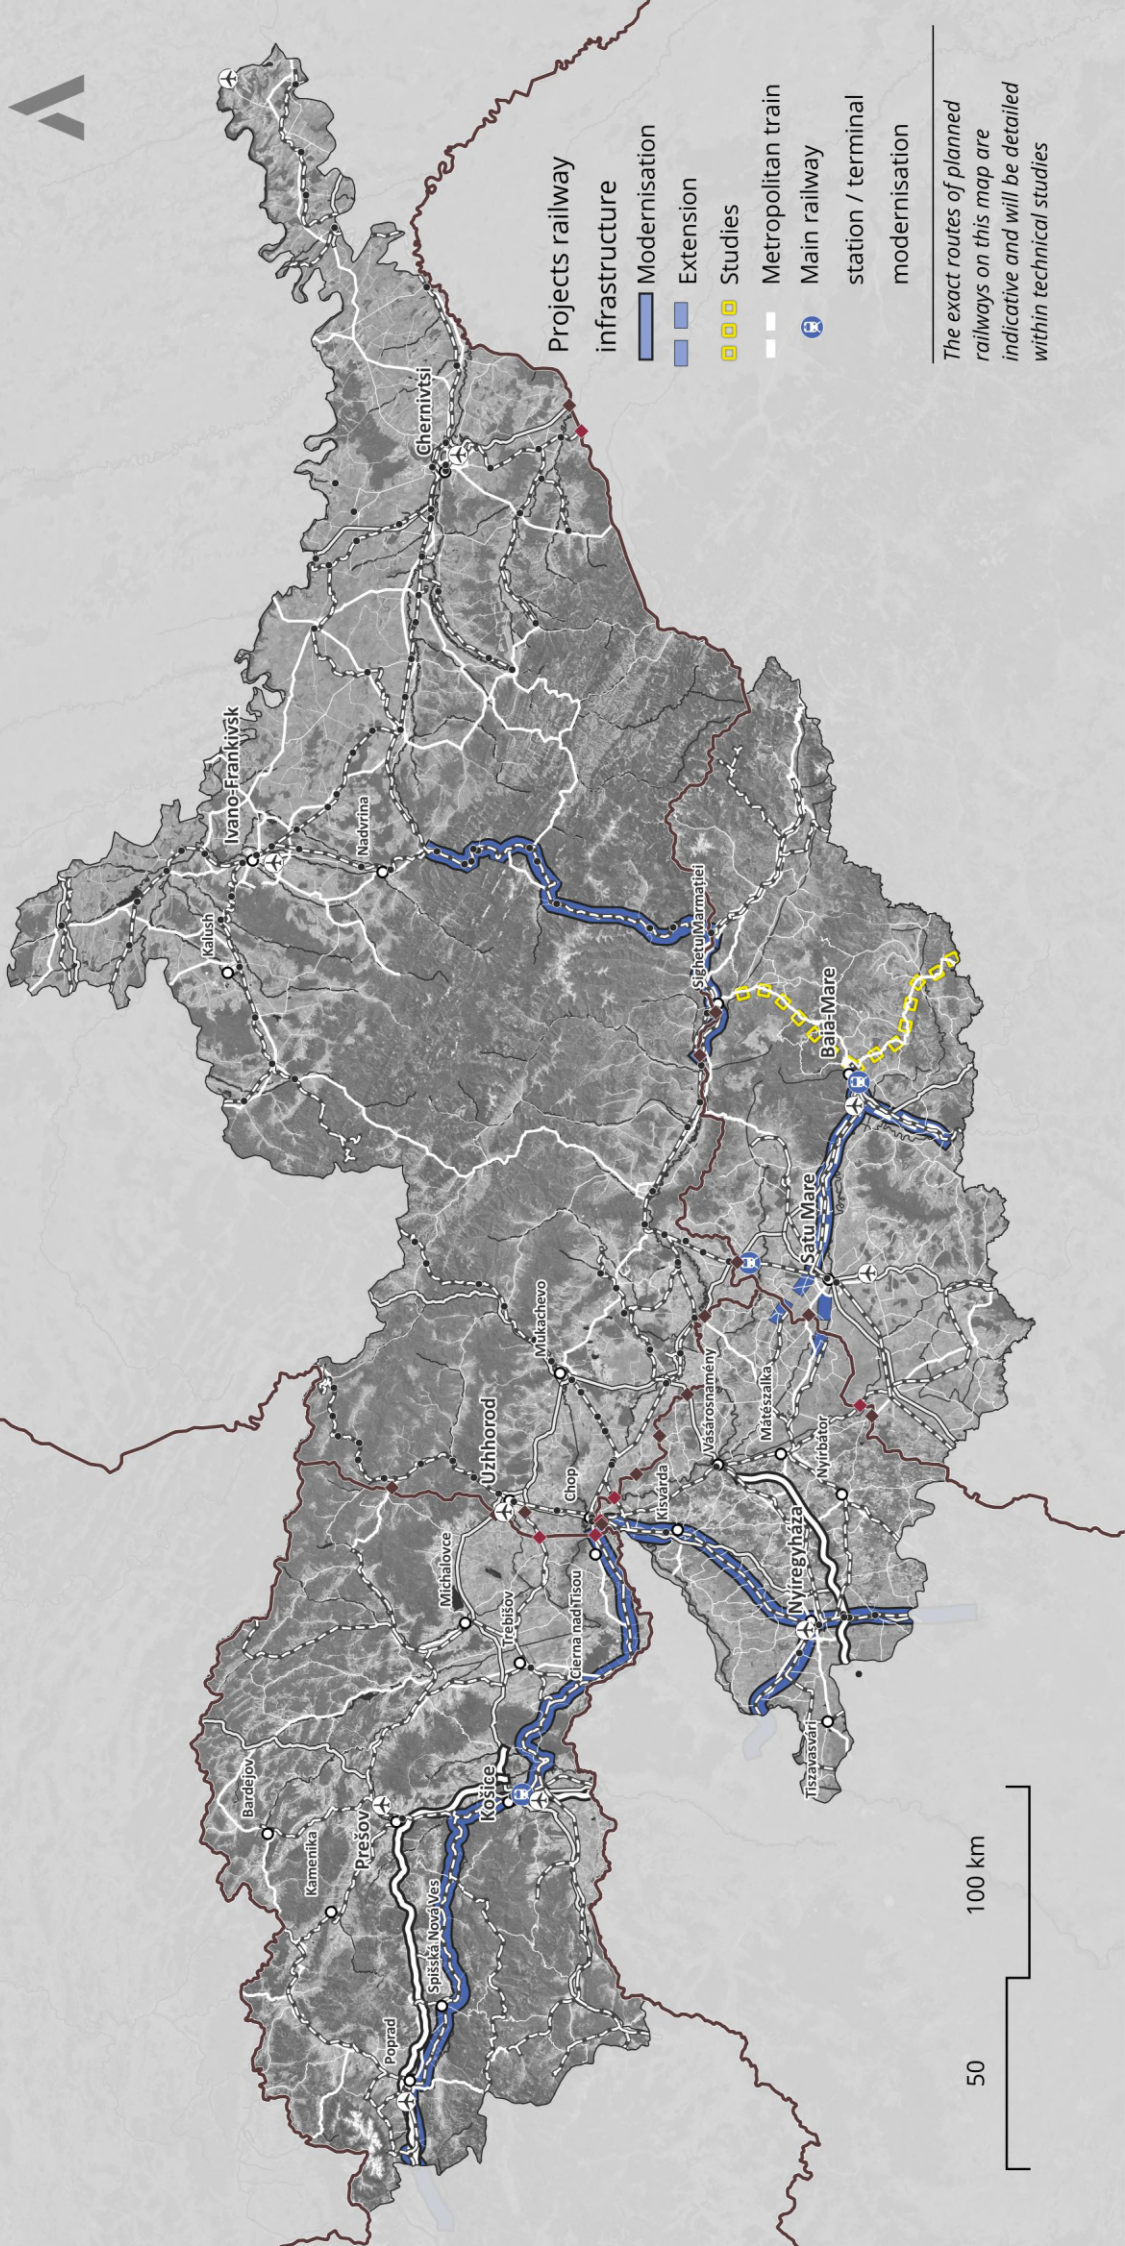 Projects railway
infrastructure
Modernisation
Extension
Studies
Metropolitan train
Main railway
station / terminal
modernisation
The exact routes of planned
railways on this map are
indicative and will be detailed
within technical studies
50
100 km
Poprad
Spišská Nová Ves
Kamenika
Bardejov
Prešov
Košice
Trebišov
Michalovce
Cierna nad Tisou
Uzhhorod
Chop
Mukachevo
Kisvárda
Vásárosnamény
Mátészalka
Nyírbátor
Nyíregyháza
Tiszavasvári
Satu Mare
Baia-Mare
Sighetu Marmației
Kalush
Ivano-Frankivsk
Nadvrina
Chernivtsi